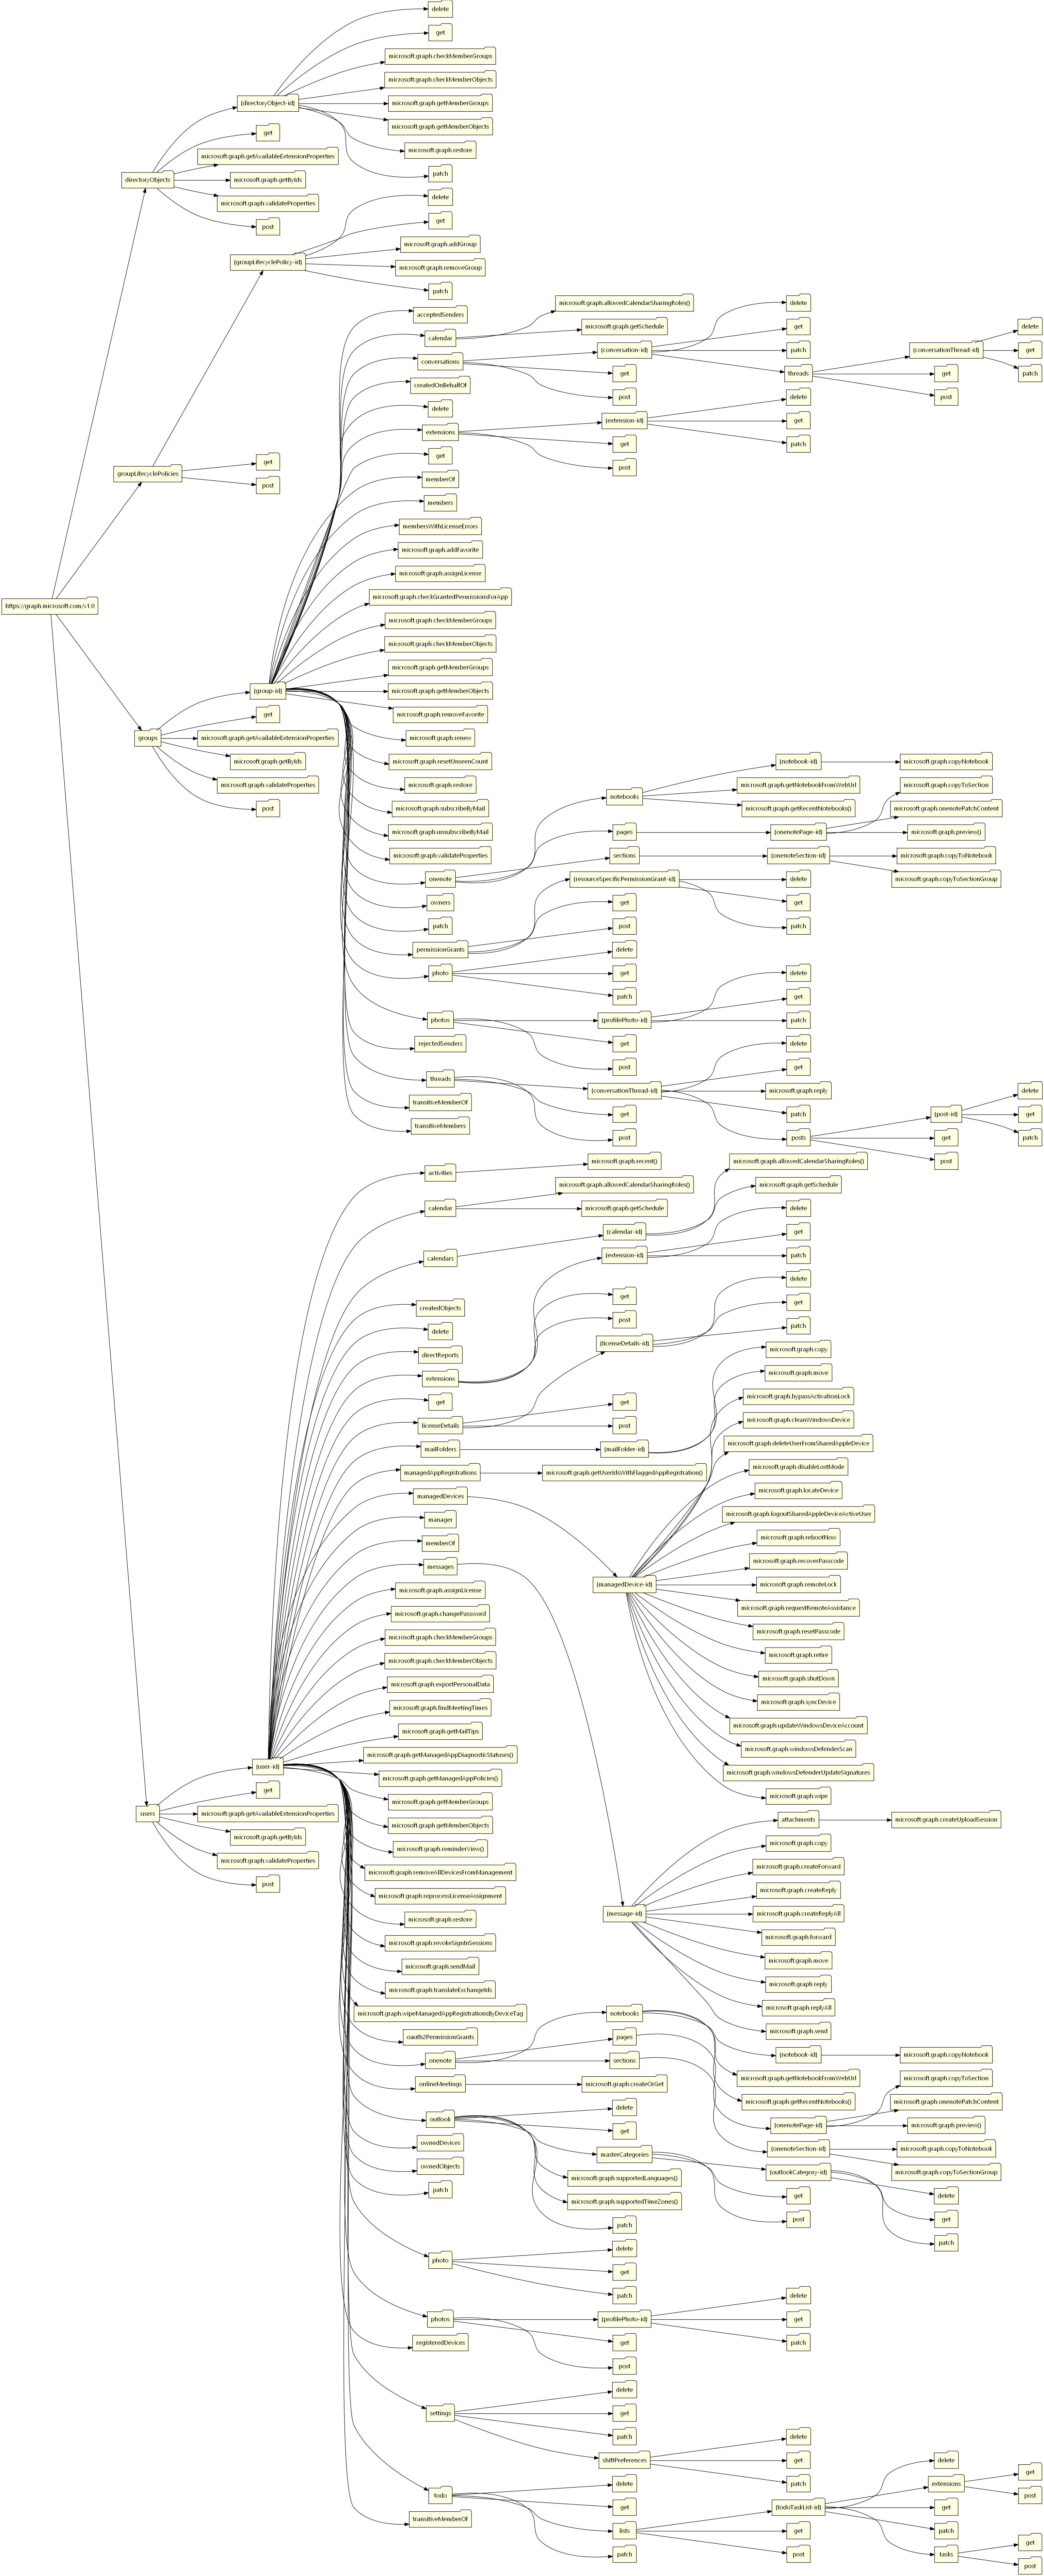 delete
get
microsoft.graph.checkMemberGroups
microsoft.graph.checkMemberObjects
{directoryObject-id}
microsoft.graph.getMemberGroups
microsoft.graph.getMemberObjects
get
microsoft.graph.restore
microsoft.graph.getAvailableExtensionProperties
patch
directoryObjects
microsoft.graph.getByIds
delete
microsoft.graph.validateProperties
get
post
microsoft.graph.addGroup
{groupLifecyclePolicy-id}
microsoft.graph.removeGroup
patch
microsoft.graph.allowedCalendarSharingRoles()
delete
acceptedSenders
microsoft.graph.getSchedule
get
delete
calendar
{conversation-id}
patch
{conversationThread-id}
get
conversations
get
threads
get
patch
createdOnBehalfOf
post
delete
post
delete
extensions
{extension-id}
get
get
get
patch
get
groupLifecyclePolicies
memberOf
post
post
members
membersWithLicenseErrors
microsoft.graph.addFavorite
microsoft.graph.assignLicense
microsoft.graph.checkGrantedPermissionsForApp
https://graph.microsoft.com/v1.0
microsoft.graph.checkMemberGroups
microsoft.graph.checkMemberObjects
microsoft.graph.getMemberGroups
{group-id}
microsoft.graph.getMemberObjects
get
microsoft.graph.removeFavorite
groups
microsoft.graph.getAvailableExtensionProperties
microsoft.graph.renew
microsoft.graph.getByIds
microsoft.graph.resetUnseenCount
{notebook-id}
microsoft.graph.copyNotebook
microsoft.graph.validateProperties
microsoft.graph.restore
notebooks
microsoft.graph.getNotebookFromWebUrl
microsoft.graph.copyToSection
post
microsoft.graph.subscribeByMail
microsoft.graph.getRecentNotebooks()
microsoft.graph.onenotePatchContent
microsoft.graph.unsubscribeByMail
pages
{onenotePage-id}
microsoft.graph.preview()
microsoft.graph.validateProperties
sections
{onenoteSection-id}
microsoft.graph.copyToNotebook
onenote
{resourceSpecificPermissionGrant-id}
delete
microsoft.graph.copyToSectionGroup
owners
get
get
patch
post
patch
permissionGrants
delete
photo
get
delete
patch
get
photos
{profilePhoto-id}
patch
rejectedSenders
get
delete
post
get
threads
{conversationThread-id}
microsoft.graph.reply
delete
transitiveMemberOf
get
patch
{post-id}
get
transitiveMembers
post
posts
get
patch
activities
microsoft.graph.recent()
microsoft.graph.allowedCalendarSharingRoles()
post
microsoft.graph.allowedCalendarSharingRoles()
microsoft.graph.getSchedule
calendar
microsoft.graph.getSchedule
delete
{calendar-id}
get
calendars
{extension-id}
patch
delete
get
get
createdObjects
post
patch
delete
{licenseDetails-id}
microsoft.graph.copy
directReports
microsoft.graph.move
extensions
microsoft.graph.bypassActivationLock
get
get
microsoft.graph.cleanWindowsDevice
licenseDetails
post
microsoft.graph.deleteUserFromSharedAppleDevice
mailFolders
{mailFolder-id}
microsoft.graph.disableLostMode
managedAppRegistrations
microsoft.graph.getUserIdsWithFlaggedAppRegistration()
microsoft.graph.locateDevice
managedDevices
microsoft.graph.logoutSharedAppleDeviceActiveUser
manager
microsoft.graph.rebootNow
memberOf
microsoft.graph.recoverPasscode
messages
{managedDevice-id}
microsoft.graph.remoteLock
microsoft.graph.assignLicense
microsoft.graph.requestRemoteAssistance
microsoft.graph.changePassword
microsoft.graph.resetPasscode
microsoft.graph.checkMemberGroups
microsoft.graph.retire
microsoft.graph.checkMemberObjects
microsoft.graph.shutDown
microsoft.graph.exportPersonalData
microsoft.graph.syncDevice
microsoft.graph.findMeetingTimes
microsoft.graph.updateWindowsDeviceAccount
microsoft.graph.getMailTips
microsoft.graph.windowsDefenderScan
microsoft.graph.getManagedAppDiagnosticStatuses()
{user-id}
microsoft.graph.windowsDefenderUpdateSignatures
microsoft.graph.getManagedAppPolicies()
get
microsoft.graph.wipe
microsoft.graph.getMemberGroups
users
microsoft.graph.getAvailableExtensionProperties
attachments
microsoft.graph.createUploadSession
microsoft.graph.getMemberObjects
microsoft.graph.getByIds
microsoft.graph.copy
microsoft.graph.reminderView()
microsoft.graph.validateProperties
microsoft.graph.createForward
microsoft.graph.removeAllDevicesFromManagement
post
microsoft.graph.createReply
microsoft.graph.reprocessLicenseAssignment
{message-id}
microsoft.graph.createReplyAll
microsoft.graph.restore
microsoft.graph.forward
microsoft.graph.revokeSignInSessions
microsoft.graph.move
microsoft.graph.sendMail
microsoft.graph.reply
microsoft.graph.translateExchangeIds
microsoft.graph.replyAll
microsoft.graph.wipeManagedAppRegistrationsByDeviceTag
notebooks
microsoft.graph.send
oauth2PermissionGrants
pages
{notebook-id}
microsoft.graph.copyNotebook
onenote
sections
microsoft.graph.getNotebookFromWebUrl
microsoft.graph.copyToSection
onlineMeetings
microsoft.graph.createOrGet
microsoft.graph.getRecentNotebooks()
microsoft.graph.onenotePatchContent
delete
outlook
get
{onenotePage-id}
microsoft.graph.preview()
ownedDevices
masterCategories
{onenoteSection-id}
microsoft.graph.copyToNotebook
ownedObjects
microsoft.graph.supportedLanguages()
{outlookCategory-id}
microsoft.graph.copyToSectionGroup
patch
microsoft.graph.supportedTimeZones()
get
delete
patch
post
get
delete
patch
photo
get
patch
delete
photos
{profilePhoto-id}
get
registeredDevices
get
patch
post
delete
settings
get
patch
delete
shiftPreferences
get
delete
todo
delete
patch
extensions
get
get
{todoTaskList-id}
get
post
transitiveMemberOf
lists
get
patch
get
patch
post
tasks
post